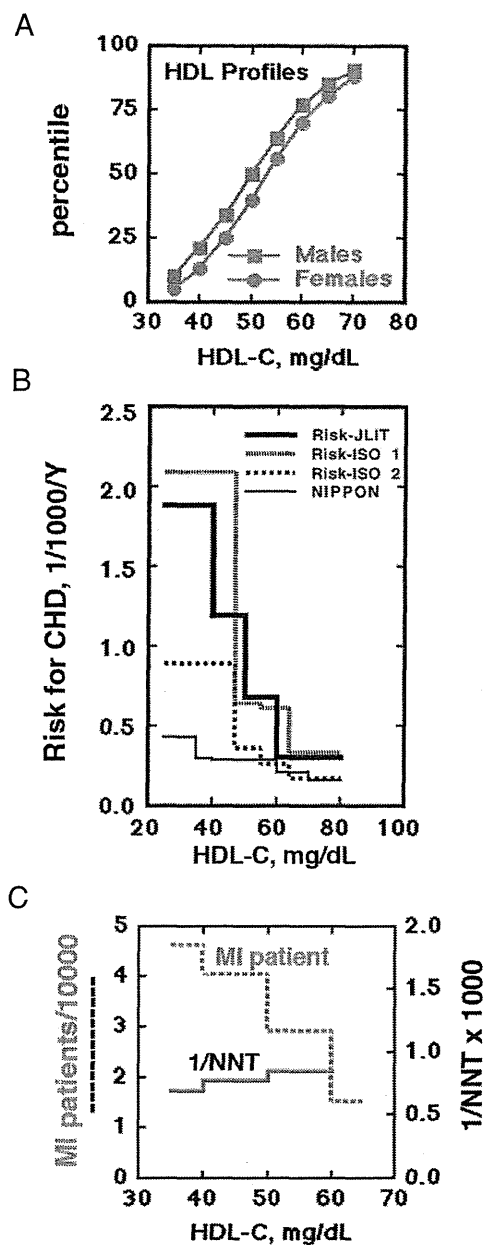 A
HDL Profiles
percentile
100
75
50
25
0
Males
Females
30 40 50 60 70 80
HDL-C, mg/dL
B
Risk for CHD, 1/1000/Y
2.5
2.0
1.5
1.0
0.5
0.0
Risk-JLIT
Risk-ISO 1
Risk-ISO 2
NIPPON
20 40 60 80 100
HDL-C, mg/dL
C
MI patients/10000
5
4
3
2
1
0
MI patient
1/NNT
2.0
1.5
1.0
0.5
0.0
1/NNT x 1000
30 40 50 60 70
HDL-C, mg/dL